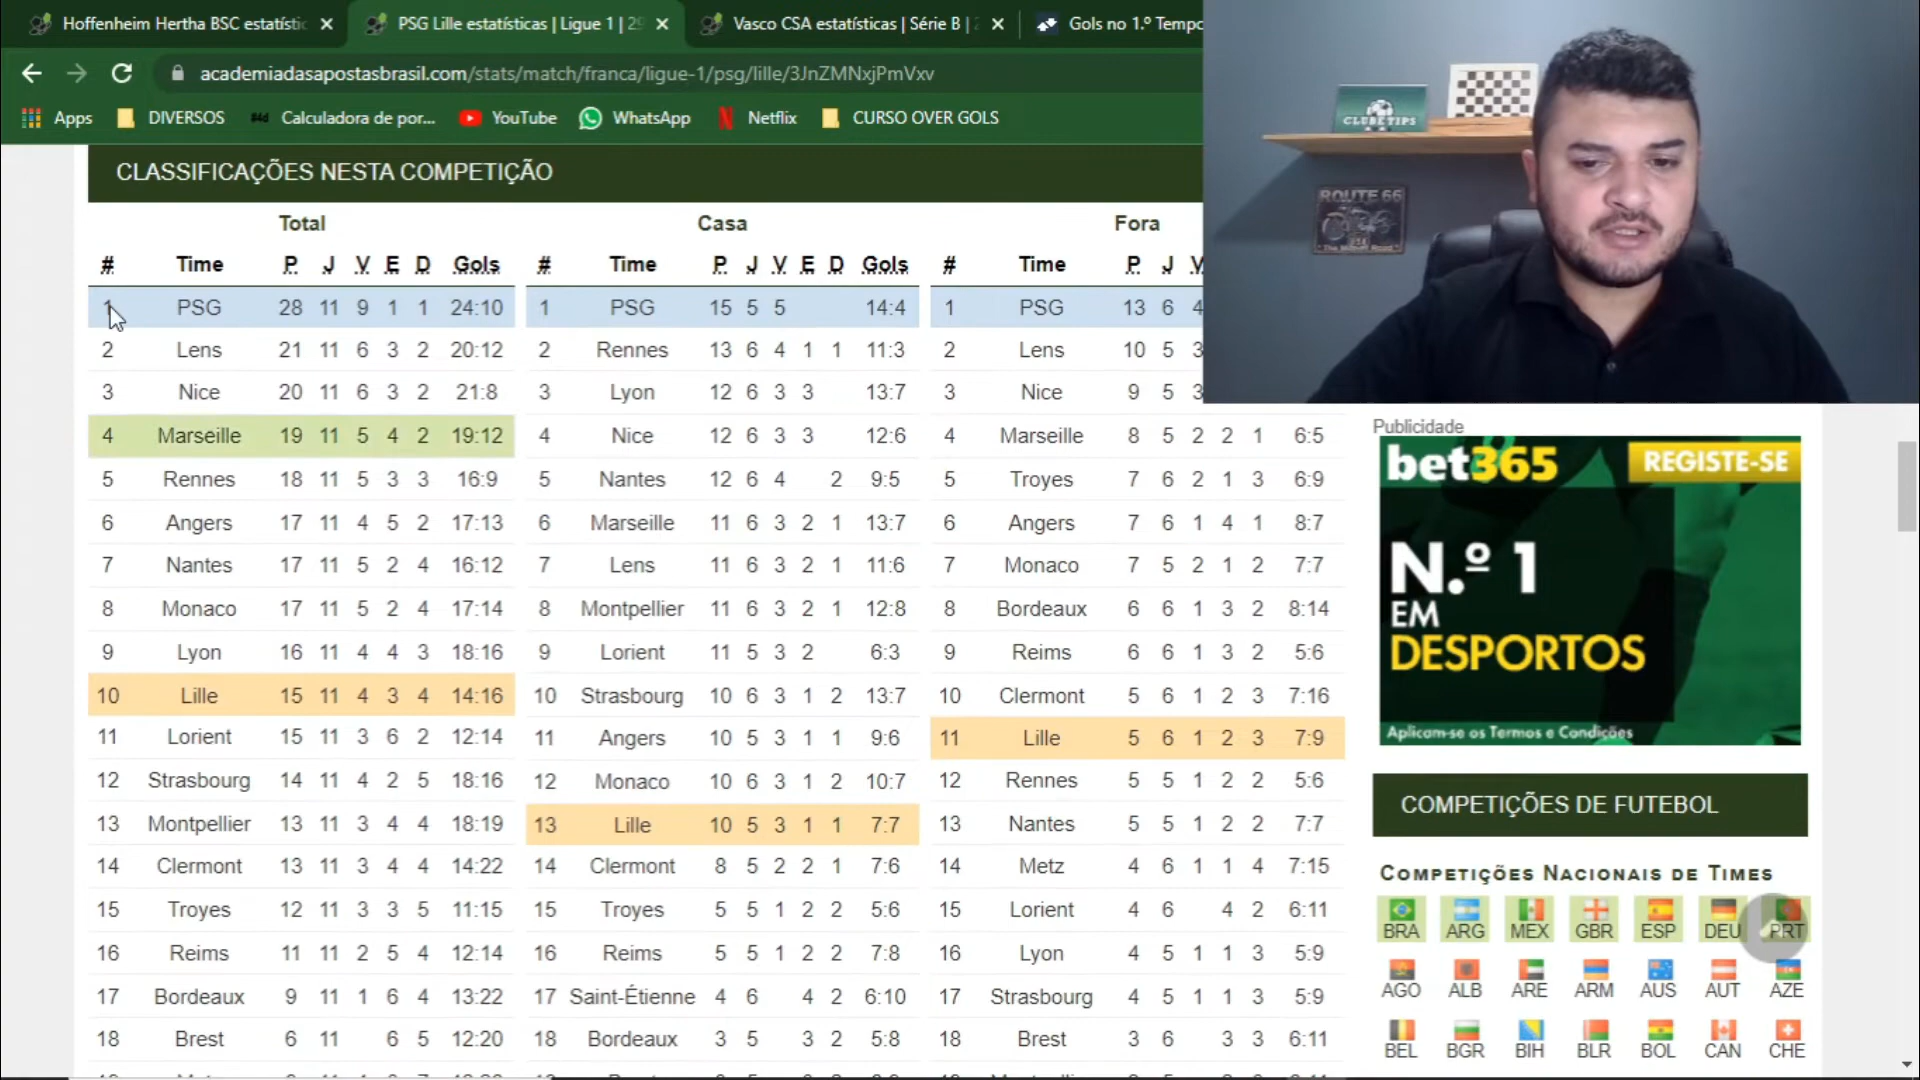 Hoffenheim Hertha BSC estatístic
PSG Lille estatísticas | Ligue 1 | 29
Vasco CSA estatísticas | Série B |
Gols no 1.º Tempo
academiadasapostasbrasil.com/stats/match/franca/ligue-1/psg/lille/3JnZMNxjPmVxv
Apps DIVERSOS Calculadora de por... YouTube WhatsApp Netflix CURSO OVER GOLS
CLASSIFICAÇÕES NESTA COMPETIÇÃO
Total Casa Fora
# Time P J V E D Gols # Time P J V E D Gols # Time P J V
1 PSG 28 11 9 1 1 24:10 1 PSG 15 5 5 14:4 1 PSG 13 6 4
2 Lens 21 11 6 3 2 20:12 2 Rennes 13 6 4 1 1 11:3 2 Lens 10 5 3
3 Nice 20 11 6 3 2 21:8 3 Lyon 12 6 3 3 13:7 3 Nice 9 5 3
4 Marseille 19 11 5 4 2 19:12 4 Nice 12 6 3 3 12:6 4 Marseille 8 5 2 2 1 6:5
5 Rennes 18 11 5 3 3 16:9 5 Nantes 12 6 4 2 9:5 5 Troyes 7 6 2 1 3 6:9
6 Angers 17 11 4 5 2 17:13 6 Marseille 11 6 3 2 1 13:7 6 Angers 7 6 1 4 1 8:7
7 Nantes 17 11 5 2 4 16:12 7 Lens 11 6 3 2 1 11:6 7 Monaco 7 5 2 1 2 7:7
8 Monaco 17 11 5 2 4 17:14 8 Montpellier 11 6 3 2 1 12:8 8 Bordeaux 6 6 1 3 2 8:14
9 Lyon 16 11 4 4 3 18:16 9 Lorient 11 5 3 2 6:3 9 Reims 6 6 1 3 2 5:6
10 Lille 15 11 4 3 4 14:16 10 Strasbourg 10 6 3 1 2 13:7 10 Clermont 5 6 1 2 3 7:16
11 Lorient 15 11 3 6 2 12:14 11 Angers 10 5 3 1 1 9:6 11 Lille 5 6 1 2 3 7:9
12 Strasbourg 14 11 4 2 5 18:16 12 Monaco 10 6 3 1 2 10:7 12 Rennes 5 5 1 2 2 5:6
13 Montpellier 13 11 3 4 4 18:19 13 Lille 10 5 3 1 1 7:7 13 Nantes 5 5 1 2 2 7:7
14 Clermont 13 11 3 4 4 14:22 14 Clermont 8 5 2 2 1 7:6 14 Metz 4 6 1 1 4 7:15
15 Troyes 12 11 3 3 5 11:15 15 Troyes 5 5 1 2 2 5:6 15 Lorient 4 6 4 2 6:11
16 Reims 11 11 2 5 4 12:14 16 Reims 5 5 1 2 2 7:8 16 Lyon 4 5 1 1 3 5:9
17 Bordeaux 9 11 1 6 4 13:22 17 Saint-Étienne 4 6 4 2 6:10 17 Strasbourg 4 5 1 1 3 5:9
18 Brest 6 11 6 5 12:20 18 Bordeaux 3 5 3 2 5:8 18 Brest 3 6 3 3 6:11
CLUBE TIPS
ROUTE 66
Publicidade
bet365 REGISTE-SE
N.º 1
EM
DESPORTOS
Aplicam-se os Termos e Condições
COMPETIÇÕES DE FUTEBOL
Competições Nacionais de Times
BRA ARG MEX GBR ESP DEU PRT
AGO ALB ARE ARM AUS AUT AZE
BEL BGR BIH BLR BOL CAN CHE